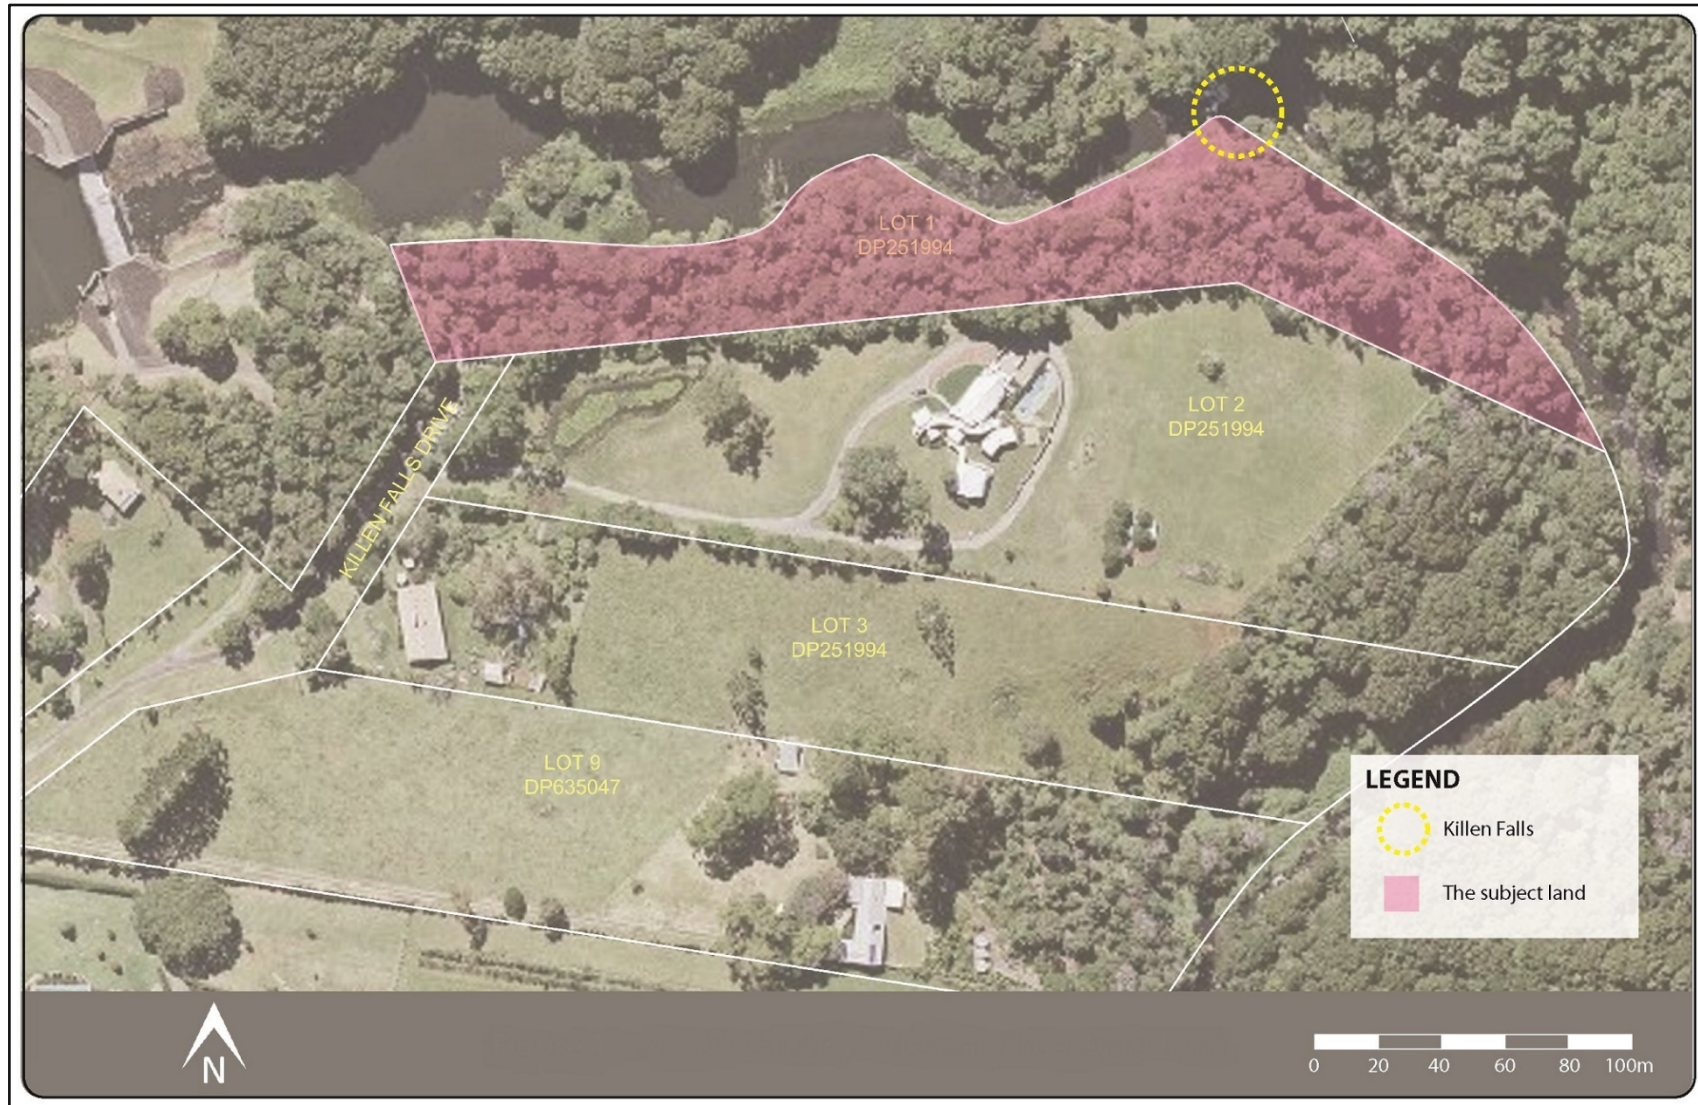 LOT 1
DP251994
LOT 2
DP251994
KILLEN FALLS DRIVE
LOT 3
DP251994
LOT 9
DP635047
LEGEND
Killen Falls
The subject land
N
0 20 40 60 80 100m